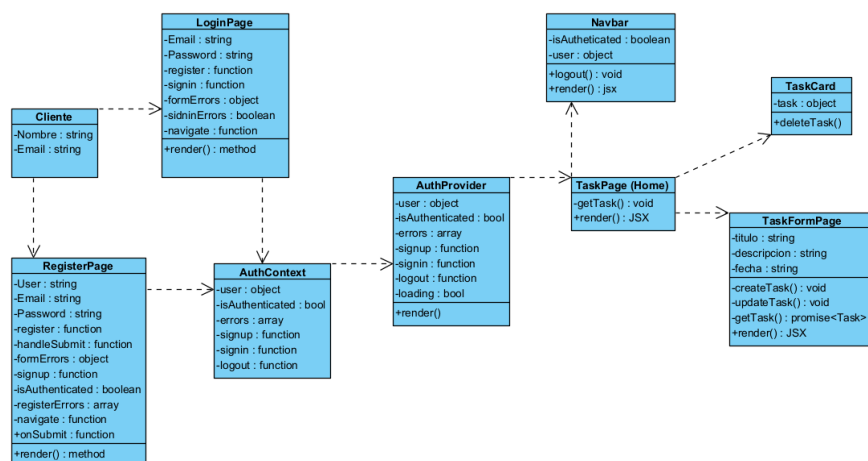 LoginPage
-Email : string
-Password : string
-register : function
-signin : function
-formErrors : object
-sidninErrors : boolean
-navigate : function
+render() : method
Navbar
-isAutheticated : boolean
-user : object
+logout() : void
+render() : jsx
TaskCard
-task : object
+deleteTask()
Cliente
-Nombre : string
-Email : string
AuthProvider
-user : object
-isAuthenticated : bool
-errors : array
-signup : function
-signin : function
-logout : function
-loading : bool
+render()
TaskPage (Home)
-getTask() : void
+render() : JSX
TaskFormPage
-titulo : string
-descripcion : string
-fecha : string
-createTask() : void
-updateTask() : void
-getTask() : promise<Task>
+render() : JSX
RegisterPage
-User : string
-Email : string
-Password : string
-register : function
-handleSubmit : function
-formErrors : object
-signup : function
-isAuthenticated : boolean
-registerErrors : array
-navigate : function
+onSubmit : function
+render() : method
AuthContext
-user : object
-isAuthenticated : bool
-errors : array
-signup : function
-signin : function
-logout : function